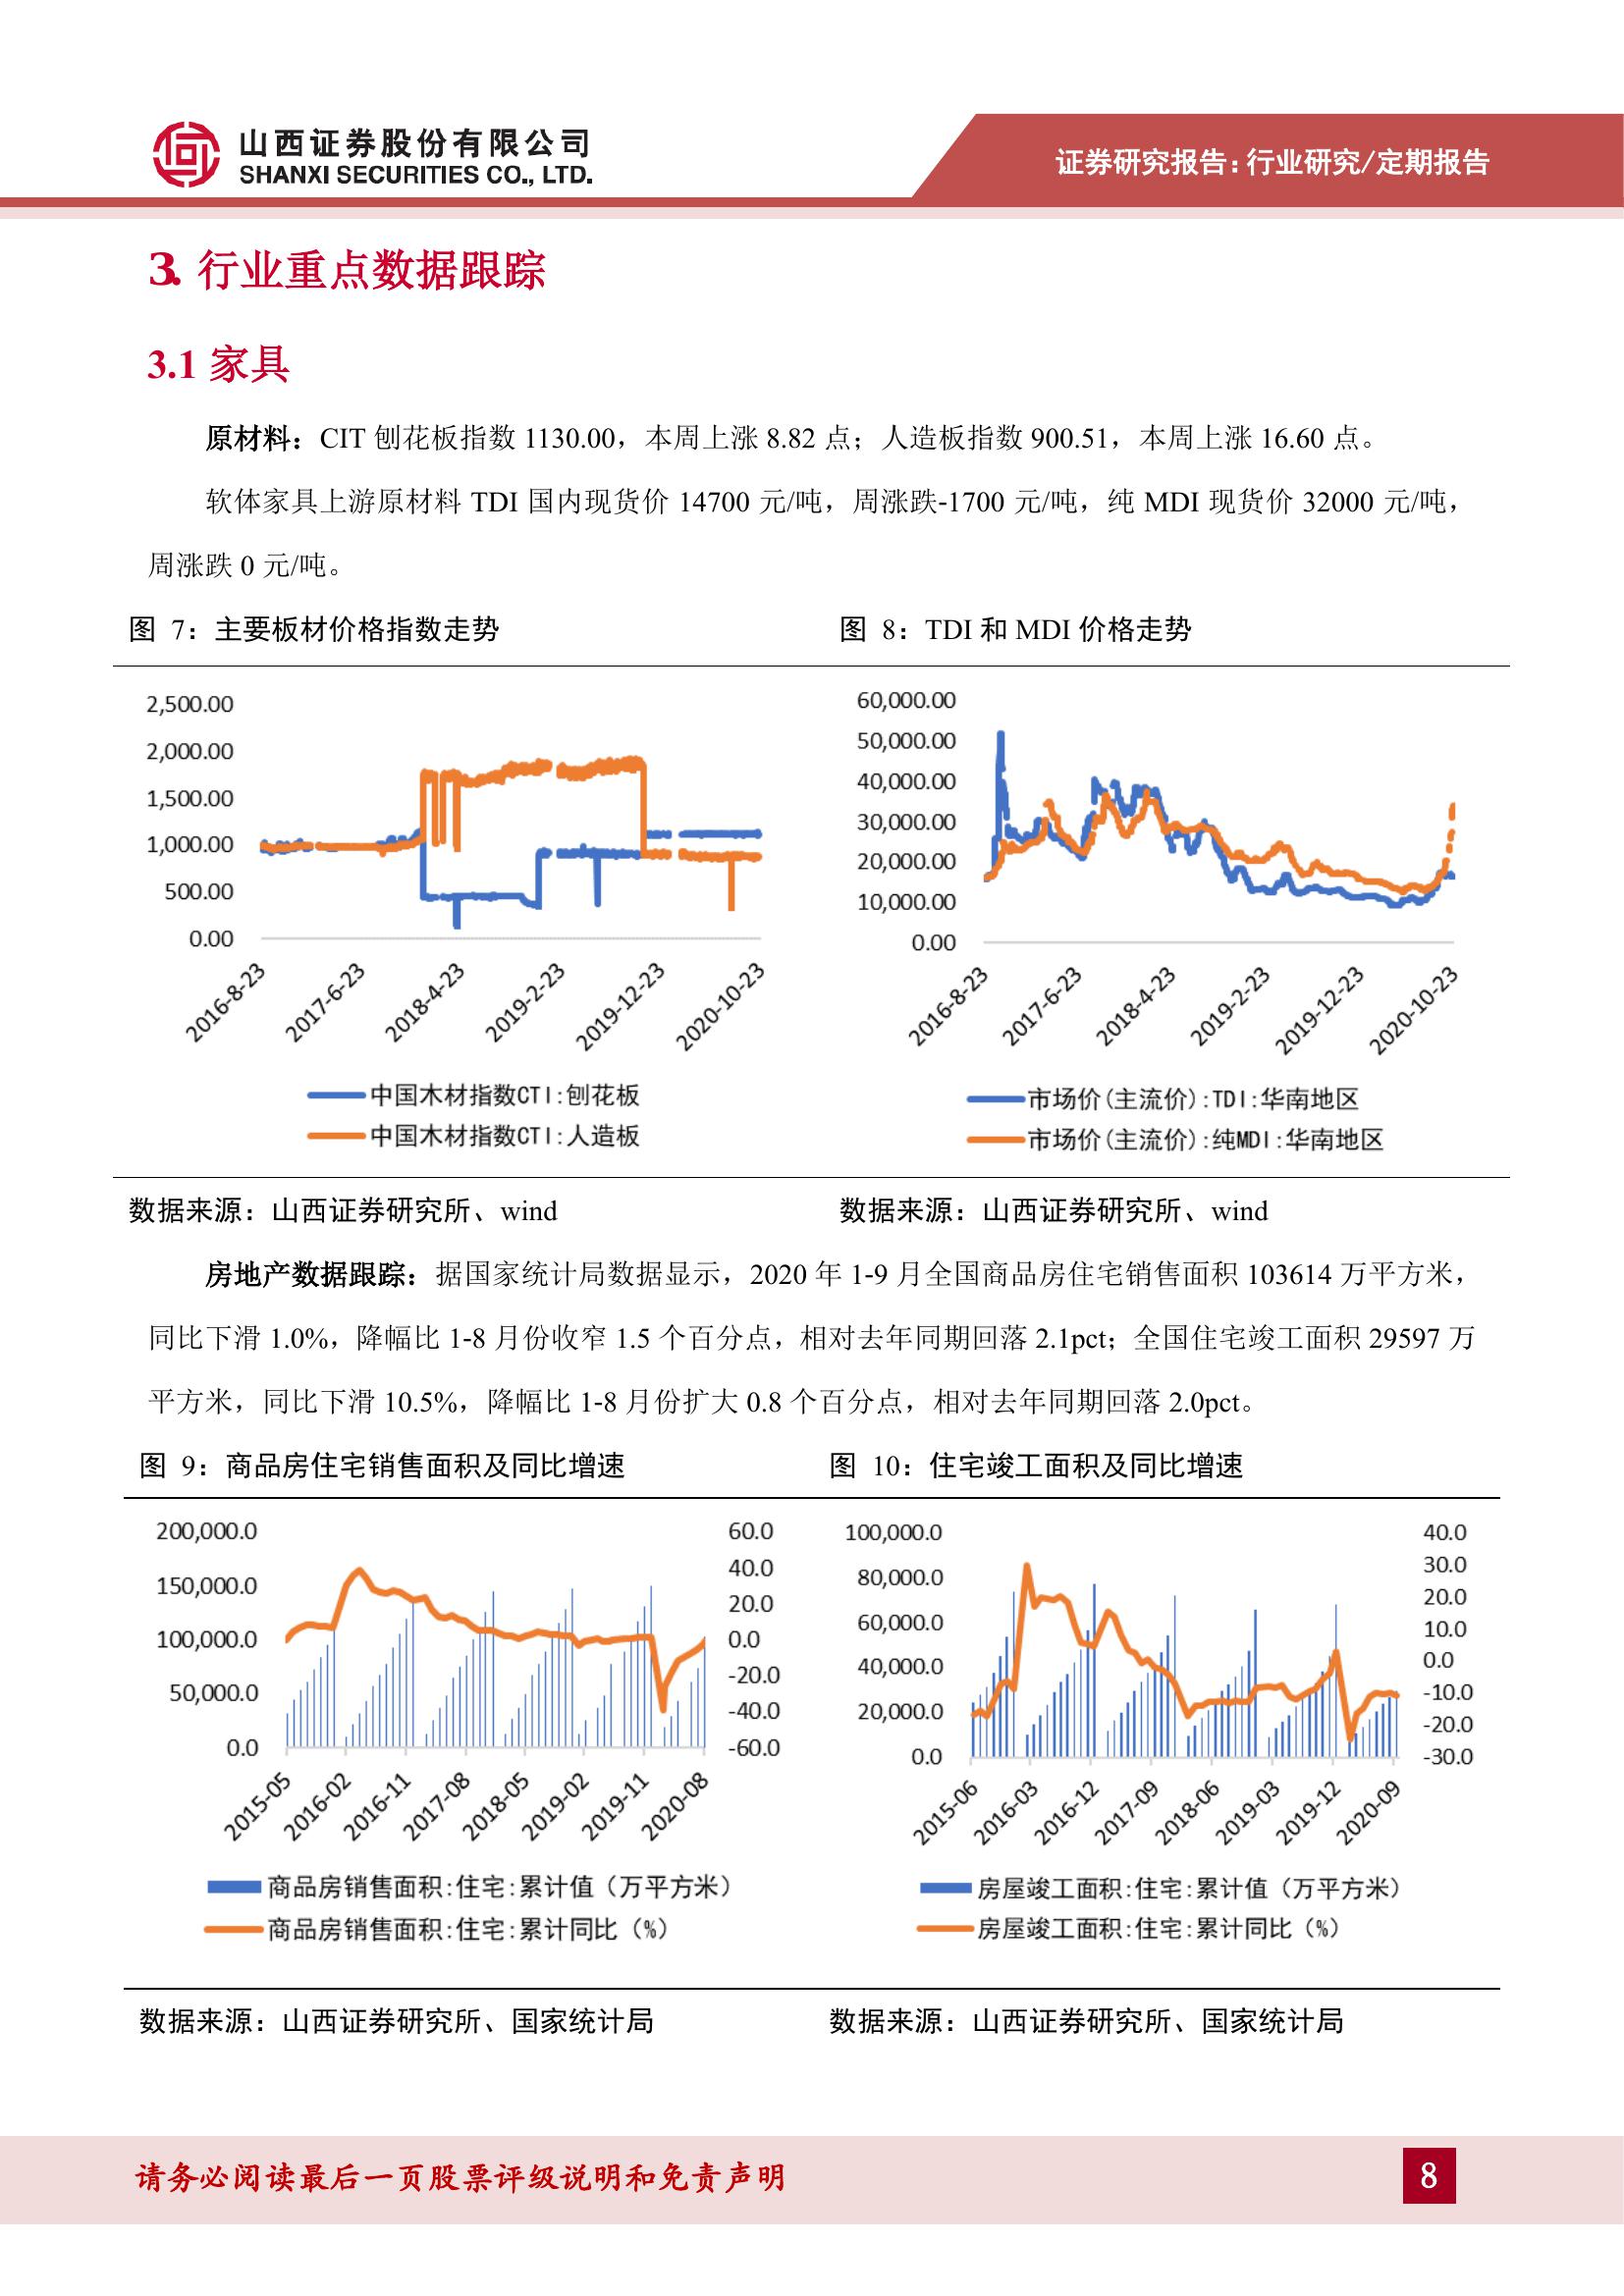 山西证券股份有限公司
SHANXI SECURITIES CO., LTD.
证券研究报告：行业研究/定期报告
3. 行业重点数据跟踪
3.1 家具
原材料：CIT 刨花板指数 1130.00，本周上涨 8.82 点；人造板指数 900.51，本周上涨 16.60 点。
软体家具上游原材料 TDI 国内现货价 14700 元/吨，周涨跌-1700 元/吨，纯 MDI 现货价 32000 元/吨，
周涨跌 0 元/吨。
图 7：主要板材价格指数走势
2,500.00
2,000.00
1,500.00
1,000.00
500.00
0.00
2016-8-23
2017-6-23
2018-4-23
2019-2-23
2019-12-23
2020-10-23
中国木材指数CTI:刨花板
中国木材指数CTI:人造板
数据来源：山西证券研究所、wind
图 8：TDI 和 MDI 价格走势
60,000.00
50,000.00
40,000.00
30,000.00
20,000.00
10,000.00
0.00
2016-8-23
2017-6-23
2018-4-23
2019-2-23
2019-12-23
2020-10-23
市场价(主流价):TDI:华南地区
市场价(主流价):纯MDI:华南地区
数据来源：山西证券研究所、wind
房地产数据跟踪：据国家统计局数据显示，2020 年 1-9 月全国商品房住宅销售面积 103614 万平方米，
同比下滑 1.0%，降幅比 1-8 月份收窄 1.5 个百分点，相对去年同期回落 2.1pct；全国住宅竣工面积 29597 万
平方米，同比下滑 10.5%，降幅比 1-8 月份扩大 0.8 个百分点，相对去年同期回落 2.0pct。
图 9：商品房住宅销售面积及同比增速
200,000.0
150,000.0
100,000.0
50,000.0
0.0
60.0
40.0
20.0
0.0
-20.0
-40.0
-60.0
2015-05
2016-02
2016-11
2017-08
2018-05
2019-02
2019-11
2020-08
商品房销售面积:住宅:累计值（万平方米）
商品房销售面积:住宅:累计同比（%）
数据来源：山西证券研究所、国家统计局
图 10：住宅竣工面积及同比增速
100,000.0
80,000.0
60,000.0
40,000.0
20,000.0
0.0
40.0
30.0
20.0
10.0
0.0
-10.0
-20.0
-30.0
2015-06
2016-03
2016-12
2017-09
2018-06
2019-03
2019-12
2020-09
房屋竣工面积:住宅:累计值（万平方米）
房屋竣工面积:住宅:累计同比（%）
数据来源：山西证券研究所、国家统计局
请务必阅读最后一页股票评级说明和免责声明
8